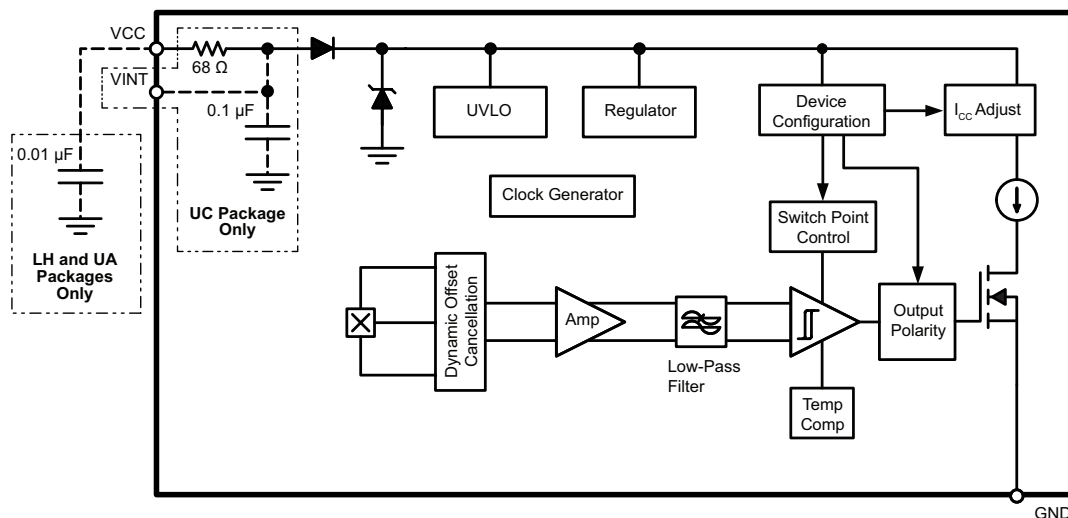 VCC
68 Ω
VINT
0.1 µF
UC Package
Only
0.01 µF
LH and UA
Packages
Only
UVLO
Regulator
Device
Configuration
ICC Adjust
Clock Generator
Switch Point
Control
Dynamic Offset
Cancellation
Amp
Low-Pass
Filter
Output
Polarity
Temp
Comp
GND